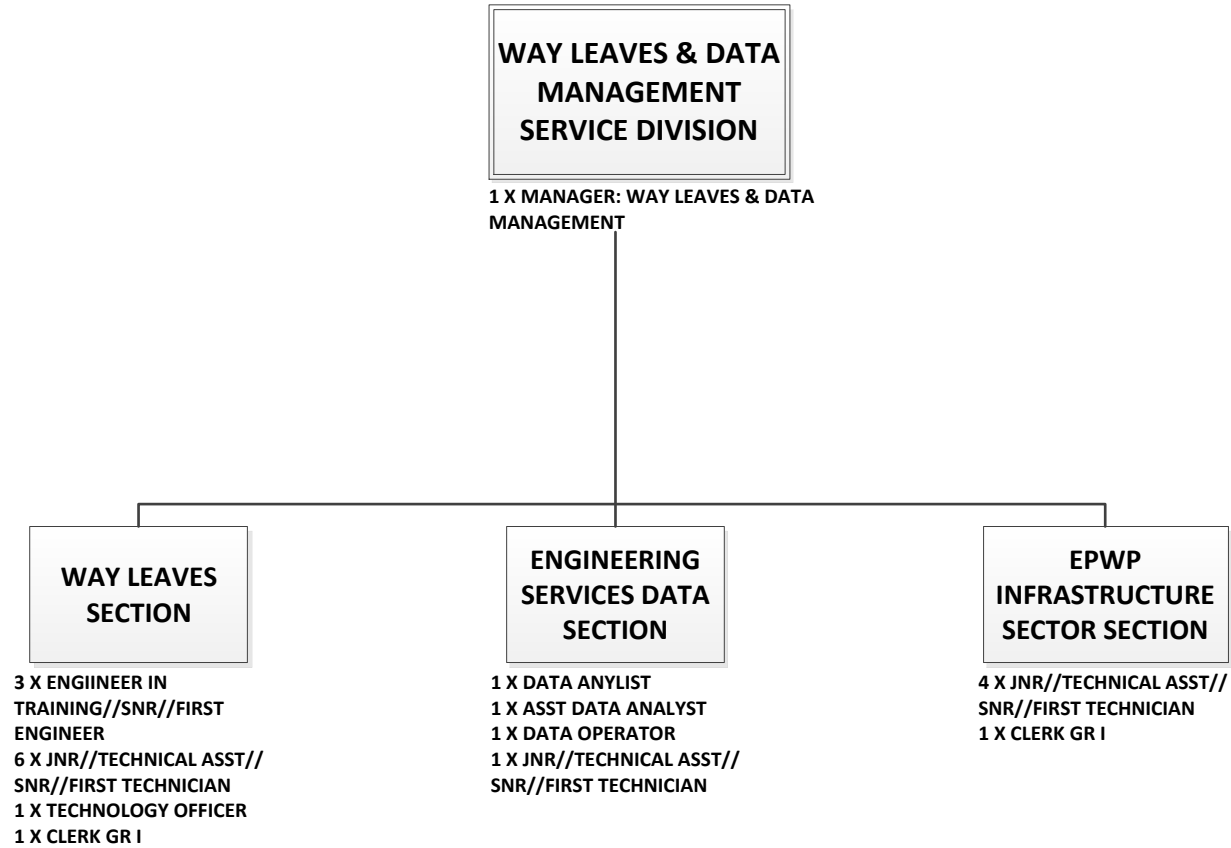 WAY LEAVES & DATA
MANAGEMENT
SERVICE DIVISION
1 X MANAGER: WAY LEAVES & DATA
MANAGEMENT
WAY LEAVES
SECTION
3 X ENGIINEER IN
TRAINING//SNR//FIRST
ENGINEER
6 X JNR//TECHNICAL ASST//
SNR//FIRST TECHNICIAN
1 X TECHNOLOGY OFFICER
1 X CLERK GR I
ENGINEERING
SERVICES DATA
SECTION
1 X DATA ANYLIST
1 X ASST DATA ANALYST
1 X DATA OPERATOR
1 X JNR//TECHNICAL ASST//
SNR//FIRST TECHNICIAN
EPWP
INFRASTRUCTURE
SECTOR SECTION
4 X JNR//TECHNICAL ASST//
SNR//FIRST TECHNICIAN
1 X CLERK GR I